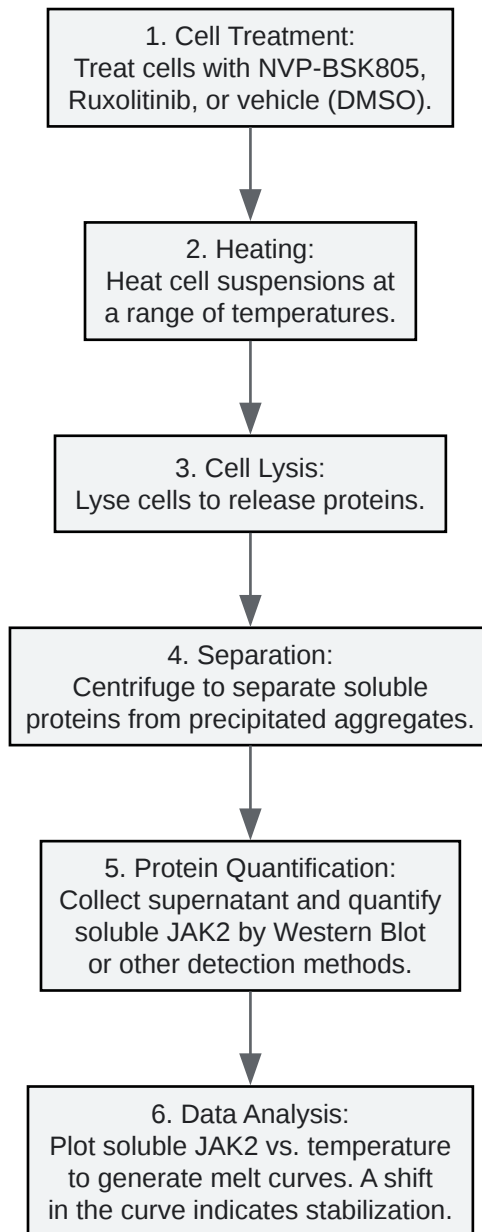 1. Cell Treatment:
Treat cells with NVP-BSK805,
Ruxolitinib, or vehicle (DMSO).
2. Heating:
Heat cell suspensions at
a range of temperatures.
3. Cell Lysis:
Lyse cells to release proteins.
4. Separation:
Centrifuge to separate soluble
proteins from precipitated aggregates.
5. Protein Quantification:
Collect supernatant and quantify
soluble JAK2 by Western Blot
or other detection methods.
6. Data Analysis:
Plot soluble JAK2 vs. temperature
to generate melt curves. A shift
in the curve indicates stabilization.